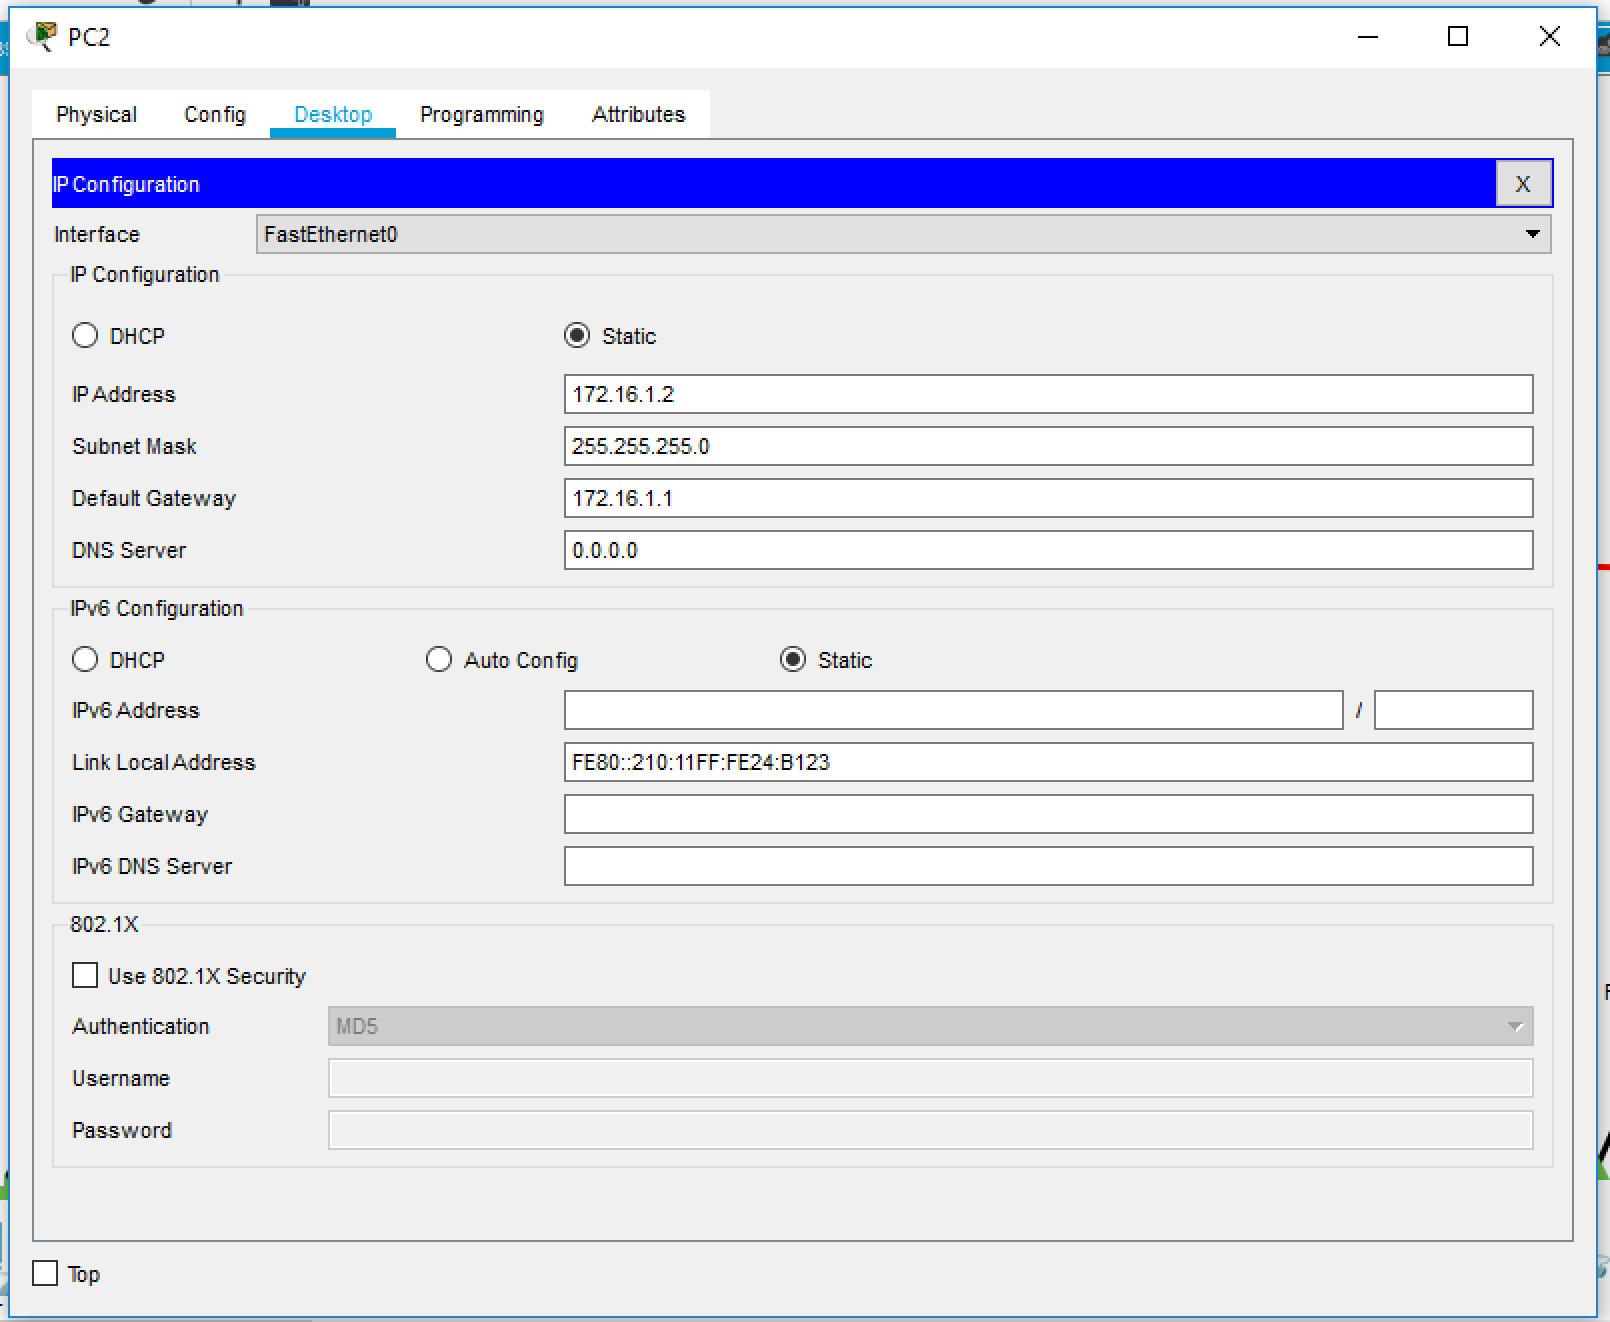 PC2
Physical Config Desktop Programming Attributes
IP Configuration X
Interface FastEthernet0
IP Configuration
DHCP Static
IP Address 172.16.1.2
Subnet Mask 255.255.255.0
Default Gateway 172.16.1.1
DNS Server 0.0.0.0
IPv6 Configuration
DHCP Auto Config Static
IPv6 Address /
Link Local Address FE80::210:11FF:FE24:B123
IPv6 Gateway
IPv6 DNS Server
802.1X
Use 802.1X Security
Authentication MD5
Username
Password
Top